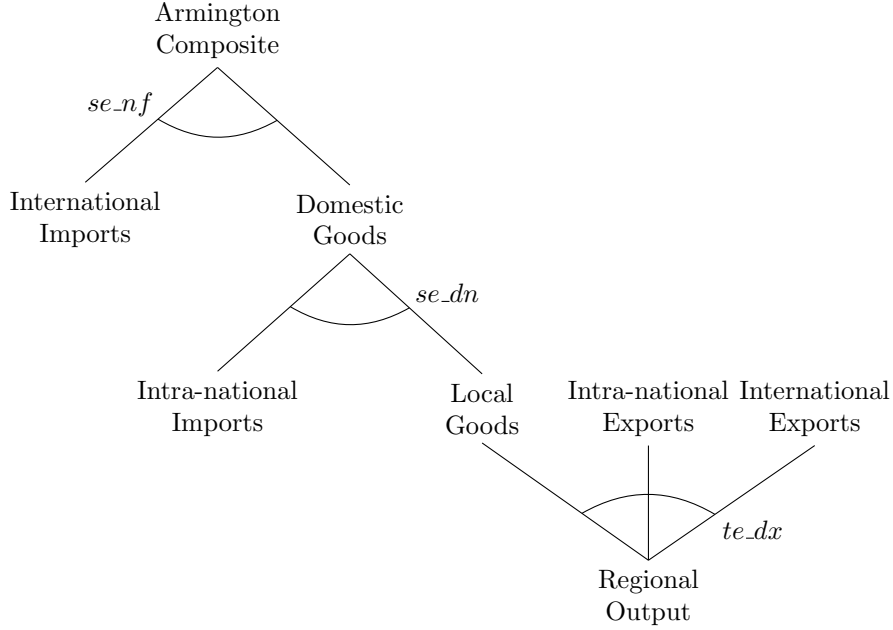 Armington
Composite
se_nf
International
Imports
Domestic
Goods
se_dn
Intra-national
Imports
Local
Goods
Intra-national
Exports
International
Exports
te_dx
Regional
Output